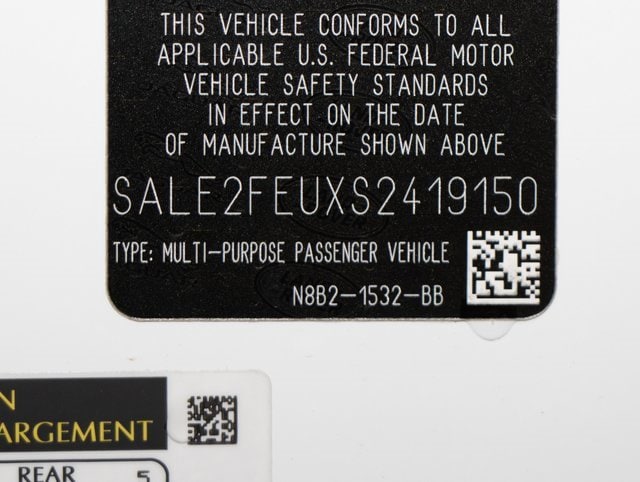 THIS VEHICLE CONFORMS TO ALL
APPLICABLE U.S. FEDERAL MOTOR
VEHICLE SAFETY STANDARDS
IN EFFECT ON THE DATE
OF MANUFACTURE SHOWN ABOVE
SALE2FEUXS2419150
TYPE: MULTI-PURPOSE PASSENGER VEHICLE
N8B2-1532-BB
N
ARGEMENT
REAR 5